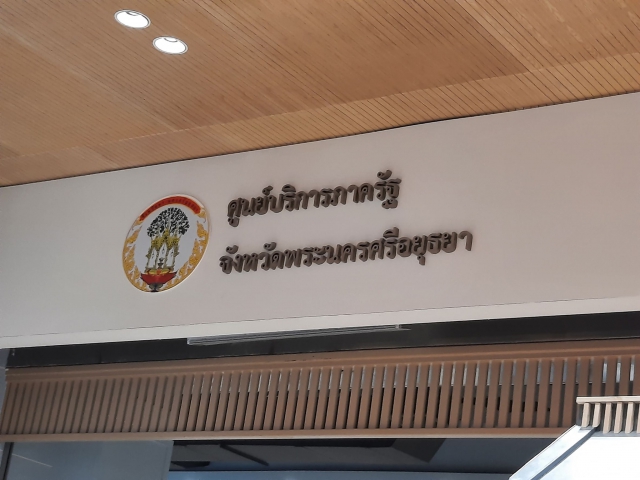 ศูนย์บริการภาครัฐ
จังหวัดพระนครศรีอยุธยา